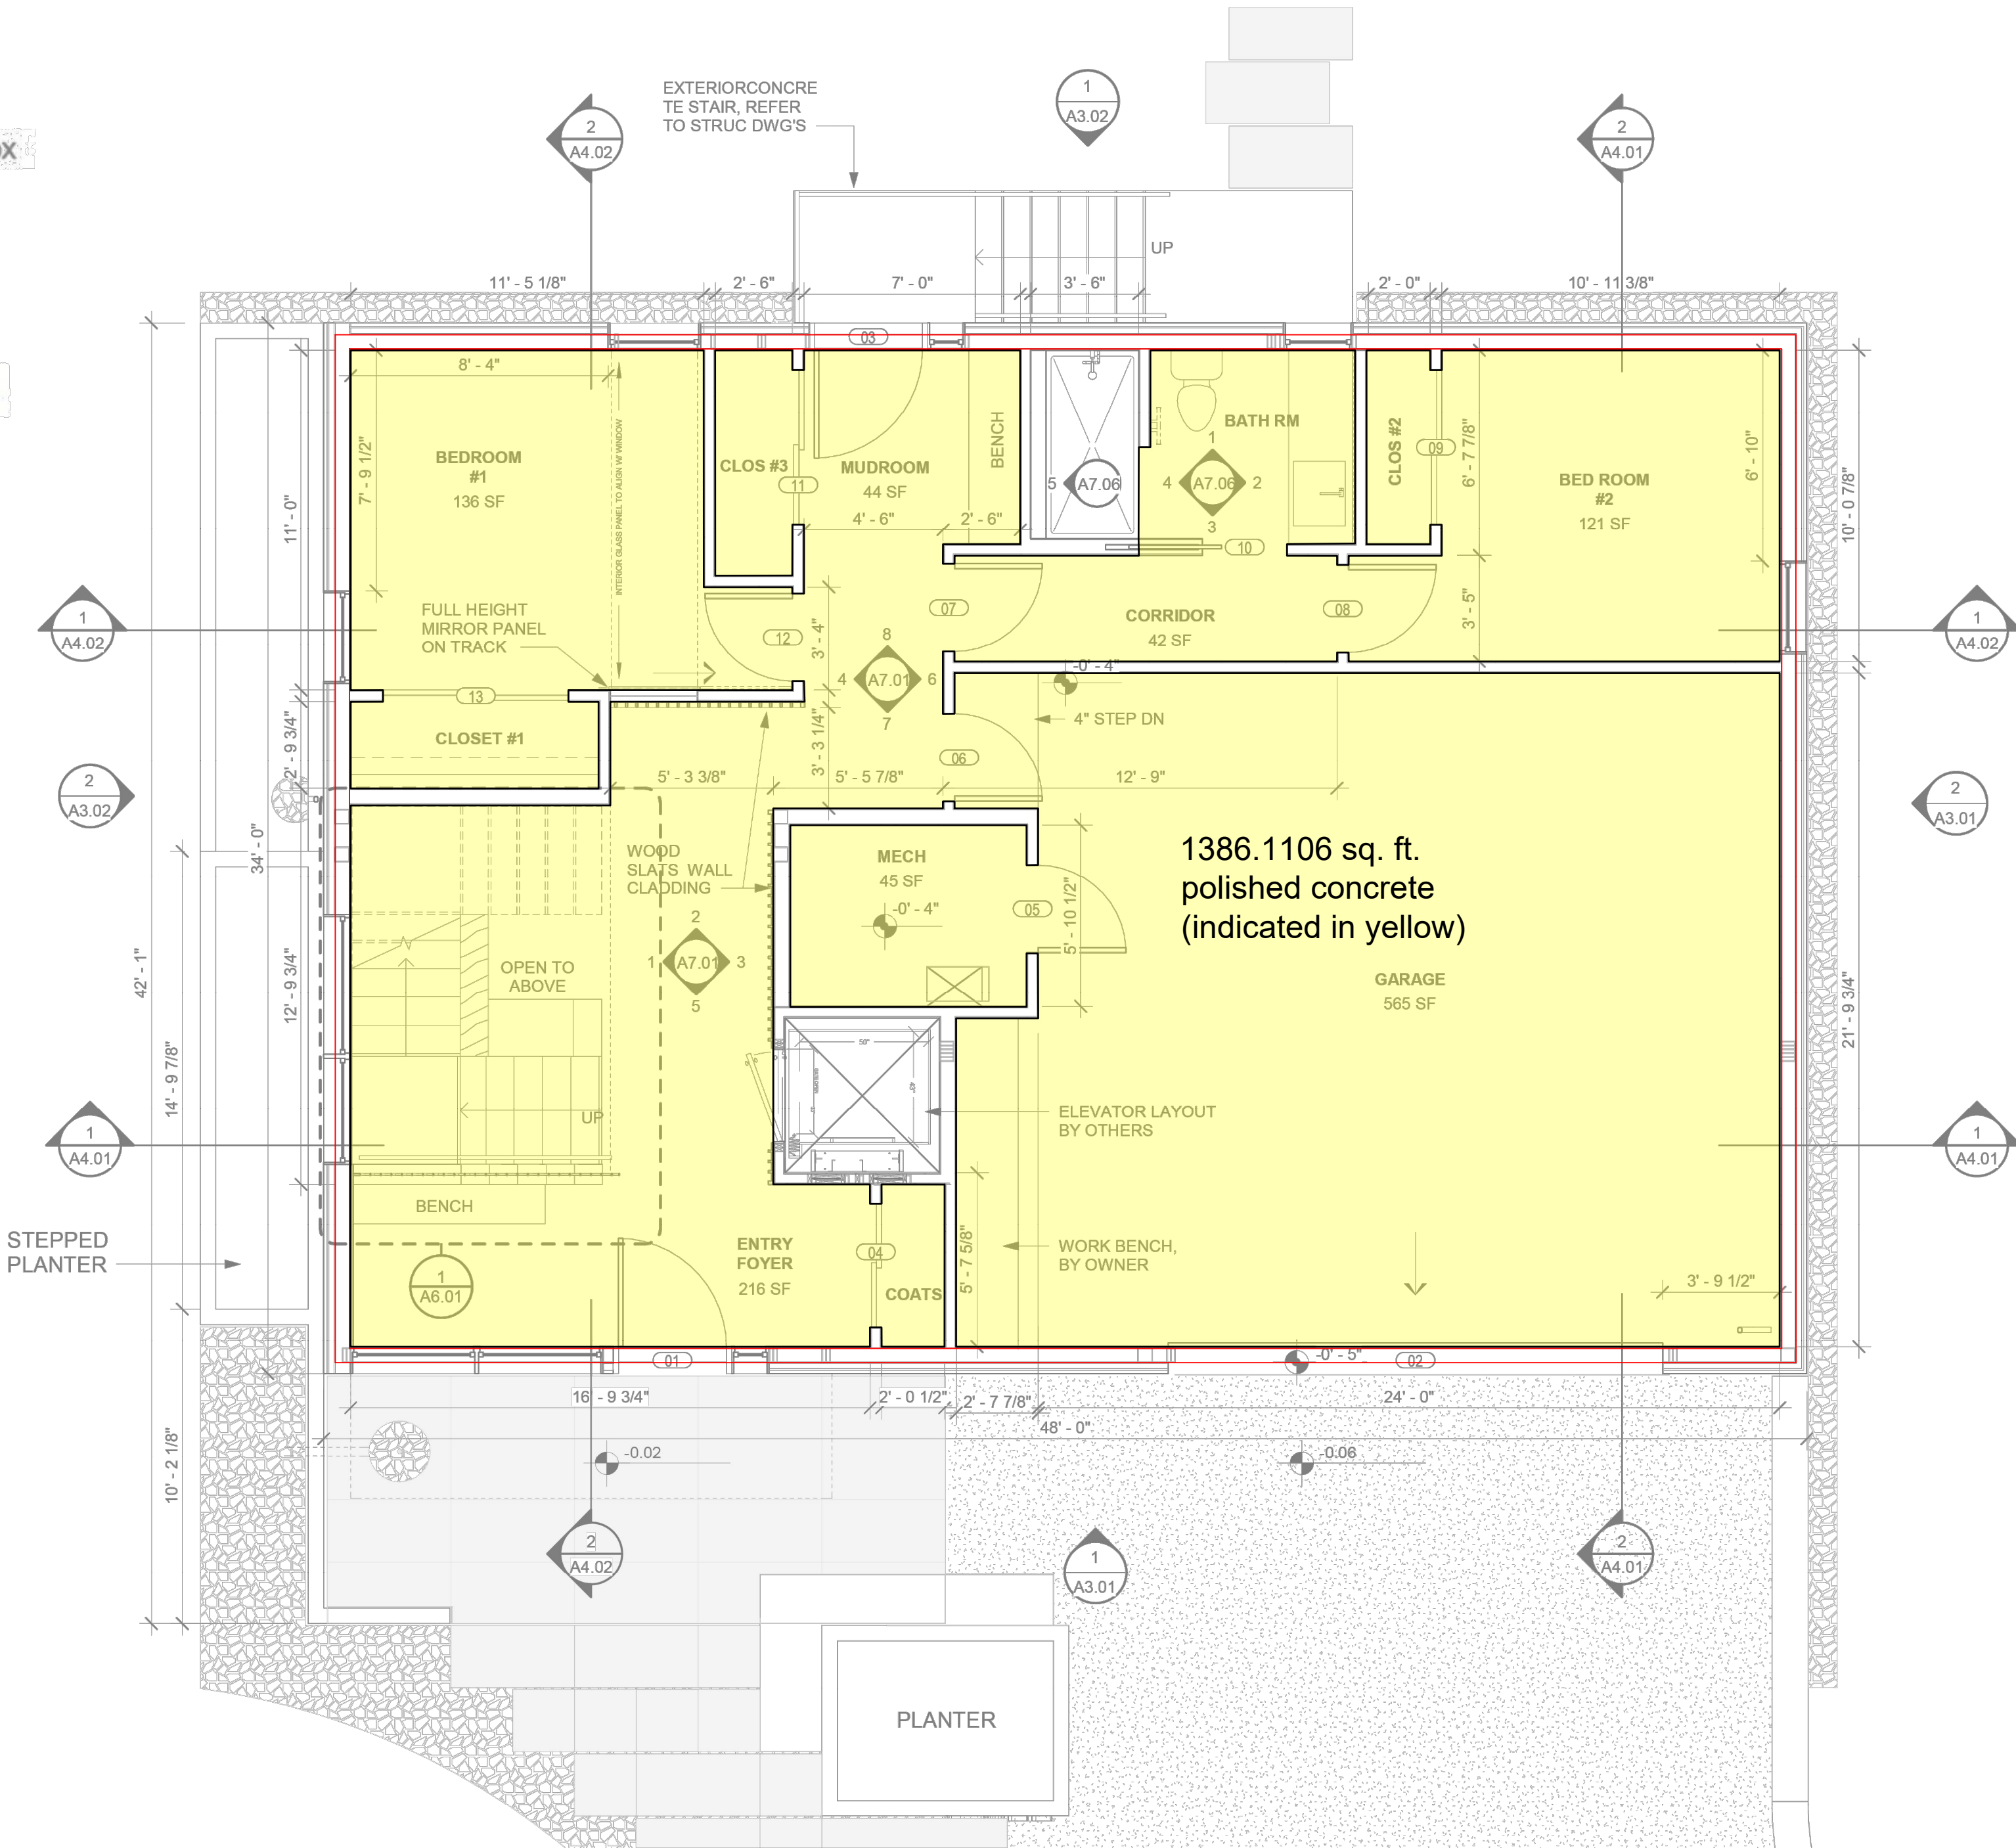 EXTERIORCONCRE
TE STAIR, REFER
TO STRUC DWG'S
1
A3.02
2
A4.02
2
A4.01
UP
11' - 5 1/8"
2' - 6"
7' - 0"
3' - 6"
2' - 0"
10' - 11 3/8"
03
8' - 4"
7' - 9 1/2"
11' - 0"
INTERIOR GLASS PANEL TO ALIGN W/ WINDOW
BEDROOM
#1
136 SF
CLOS #3
11
MUDROOM
44 SF
BENCH
4' - 6"
2' - 6"
5
A7.06
BATH RM
1
4
A7.06
2
3
10
CLOS #2
09
6' - 7 7/8"
BED ROOM
#2
121 SF
6' - 10"
10' - 0 7/8"
1
A4.02
FULL HEIGHT
MIRROR PANEL
ON TRACK
12
3' - 4"
07
8
4
A7.01
6
7
CORRIDOR
42 SF
08
3' - 5"
1
A4.02
-0' - 4"
13
CLOSET #1
2' - 9 3/4"
3' - 3 1/4"
4" STEP DN
06
2
A3.02
5' - 3 3/8"
5' - 5 7/8"
12' - 9"
2
A3.01
34' - 0"
WOOD
SLATS WALL
CLADDING
MECH
45 SF
-0' - 4"
05
5' - 10 1/2"
1386.1106 sq. ft.
polished concrete
(indicated in yellow)
GARAGE
565 SF
42' - 1"
12' - 9 3/4"
14' - 9 7/8"
OPEN TO
ABOVE
2
1
A7.01
3
5
21' - 9 3/4"
50"
UP
ELEVATOR LAYOUT
BY OTHERS
1
A4.01
1
A4.01
BENCH
STEPPED
PLANTER
ENTRY
FOYER
216 SF
04
COATS
5' - 7 5/8"
WORK BENCH,
BY OWNER
1
A6.01
3' - 9 1/2"
01
-0' - 5"
02
16' - 9 3/4"
2' - 0 1/2"
2' - 7 7/8"
24' - 0"
48' - 0"
-0.02
-0.06
10' - 2 1/8"
2
A4.02
1
A3.01
2
A4.01
PLANTER